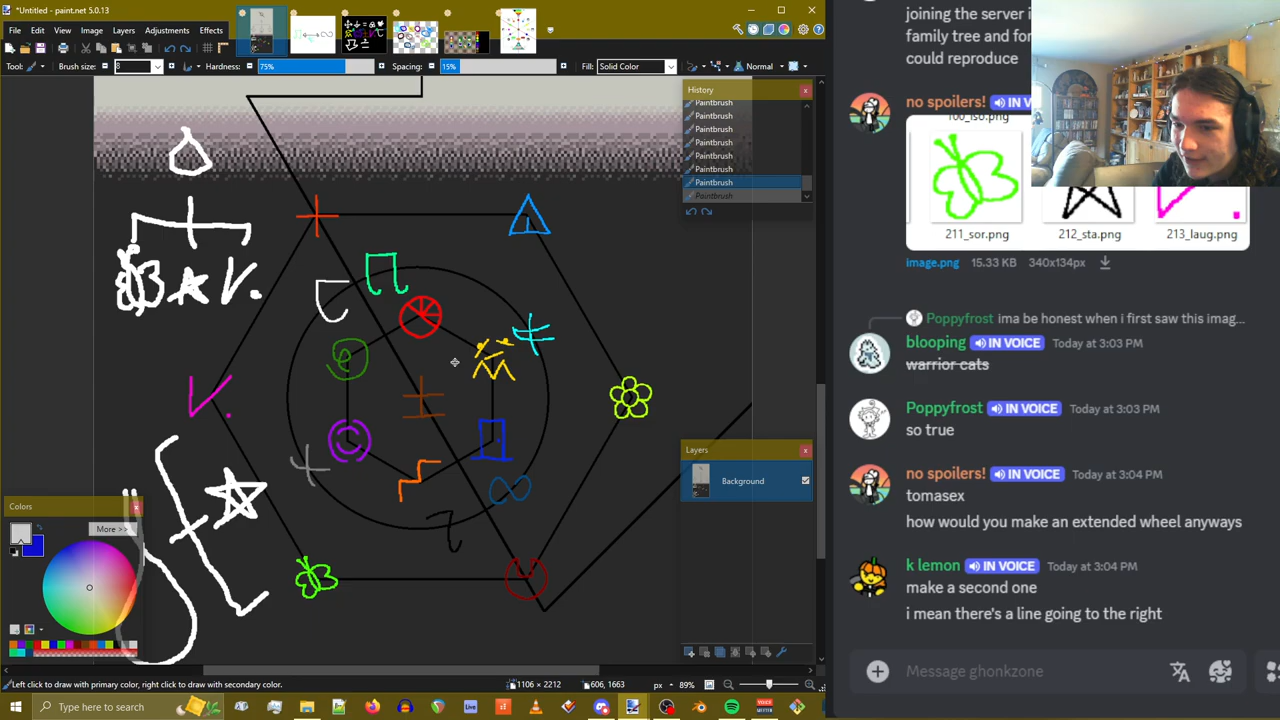 *Untitled - paint.net 5.0.13
File Edit View Image Layers Adjustments Effects
Tool: Brush size: 8 Hardness: 75% Spacing: 15% Fill: Solid Color Normal
History
Paintbrush
Paintbrush
Paintbrush
Paintbrush
Paintbrush
Paintbrush
Paintbrush
Paintbrush
Layers
Background
Colors
More >>
Left click to draw with primary color, right click to draw with secondary color.
1106 × 2212 606, 1663 px 89%
Type here to search
Live
joining the server i
family tree and for
could reproduce
no spoilers! IN V
100_iso.png
211_sor.png 212_sta.png 213_laug.png
image.png 15.33 KB 340x134px
Poppyfrost ima be honest when i first saw this imag...
blooping IN VOICE Today at 3:03 PM
warrior cats
Poppyfrost IN VOICE Today at 3:03 PM
so true
no spoilers! IN VOICE Today at 3:04 PM
tomasex
how would you make an extended wheel anyways
k lemon IN VOICE Today at 3:04 PM
make a second one
i mean there's a line going to the right
Message ghonkzone